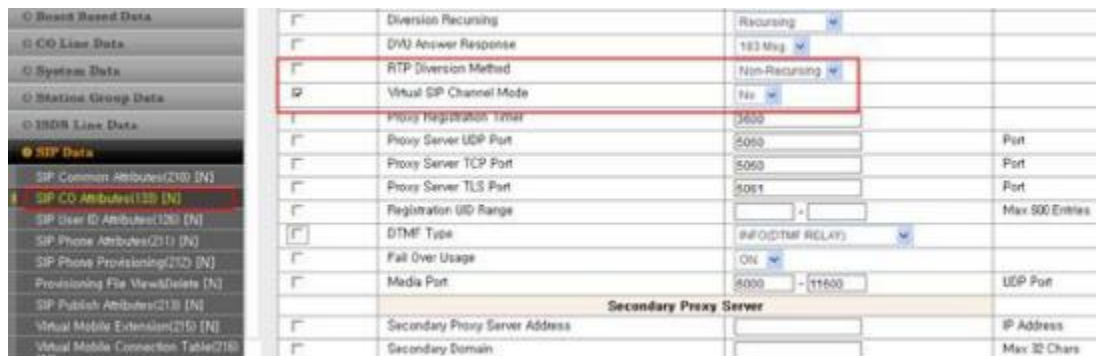 Board Based Data
CO Line Data
System Data
Station Group Data
ISDN Line Data
SIP Data
SIP Common Attributes(210) [N]
SIP CO Attributes(133) [N]
SIP User ID Attributes(126) [N]
SIP Phone Attributes(211) [N]
SIP Phone Provisioning(212) [N]
Provisioning File View&Delete [N]
SIP Publish Attributes(213) [N]
Virtual Mobile Extension(215) [N]
Virtual Mobile Connection Table(216)
Diversion Recursing Recursing
DVU Answer Response 183 Msg
RTP Diversion Method Non-Recursing
Virtual SIP Channel Mode No
Proxy Registration Timer 3600
Proxy Server UDP Port 5060 Port
Proxy Server TCP Port 5060 Port
Proxy Server TLS Port 5061 Port
Registration UID Range - Max 600 Entries
DTMF Type INFO(DTMF RELAY)
Fail Over Usage ON
Media Port 6000 - 11600 UDP Port
Secondary Proxy Server
Secondary Proxy Server Address IP Address
Secondary Domain Max 32 Chars